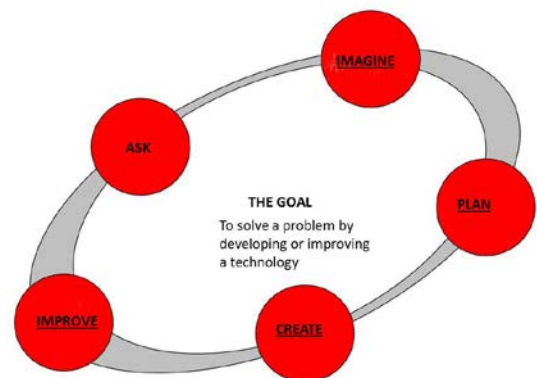 IMAGINE
ASK
PLAN
THE GOAL
To solve a problem by
developing or improving
a technology
IMPROVE
CREATE